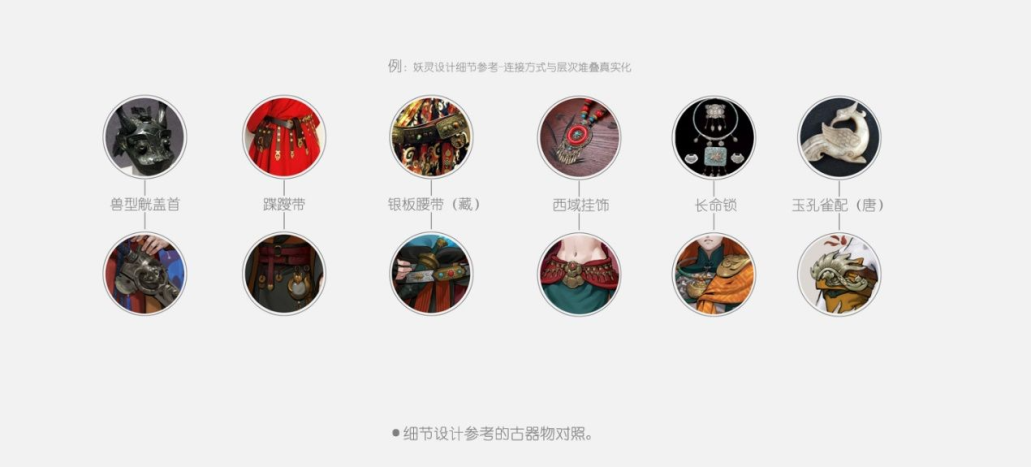 例：妖灵设计细节参考-连接方式与层次堆叠真实化
兽型觥盖首
蹀躞带
银板腰带（藏）
西域挂饰
长命锁
玉孔雀配（唐）
●细节设计参考的古器物对照。